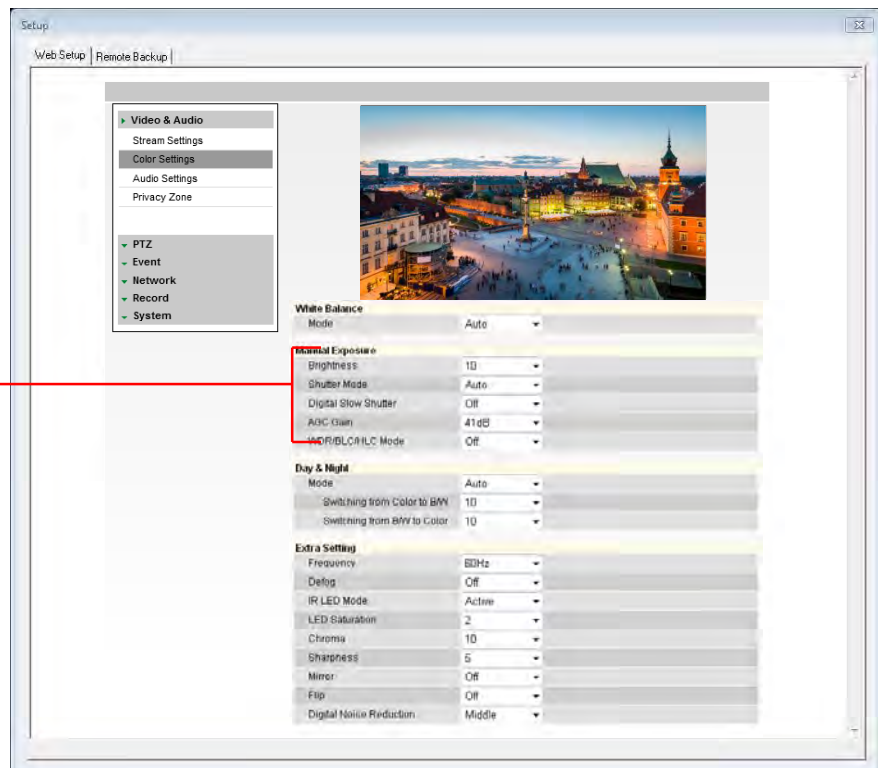 Setup
Web Setup
Remote Backup
Video & Audio
Stream Settings
Color Settings
Audio Settings
Privacy Zone
PTZ
Event
Network
Record
System
White Balance
Mode Auto
Manual Exposure
Brightness 10
Shutter Mode Auto
Digital Slow Shutter Off
AGC Gain 41dB
WDR/BLC/HLC Mode Off
Day & Night
Mode Auto
Switching from Color to B/W 10
Switching from B/W to Color 10
Extra Setting
Frequency 60Hz
Defog Off
IR LED Mode Active
LED Saturation 2
Chroma 10
Sharpness 5
Mirror Off
Flip Off
Digital Noise Reduction Middle